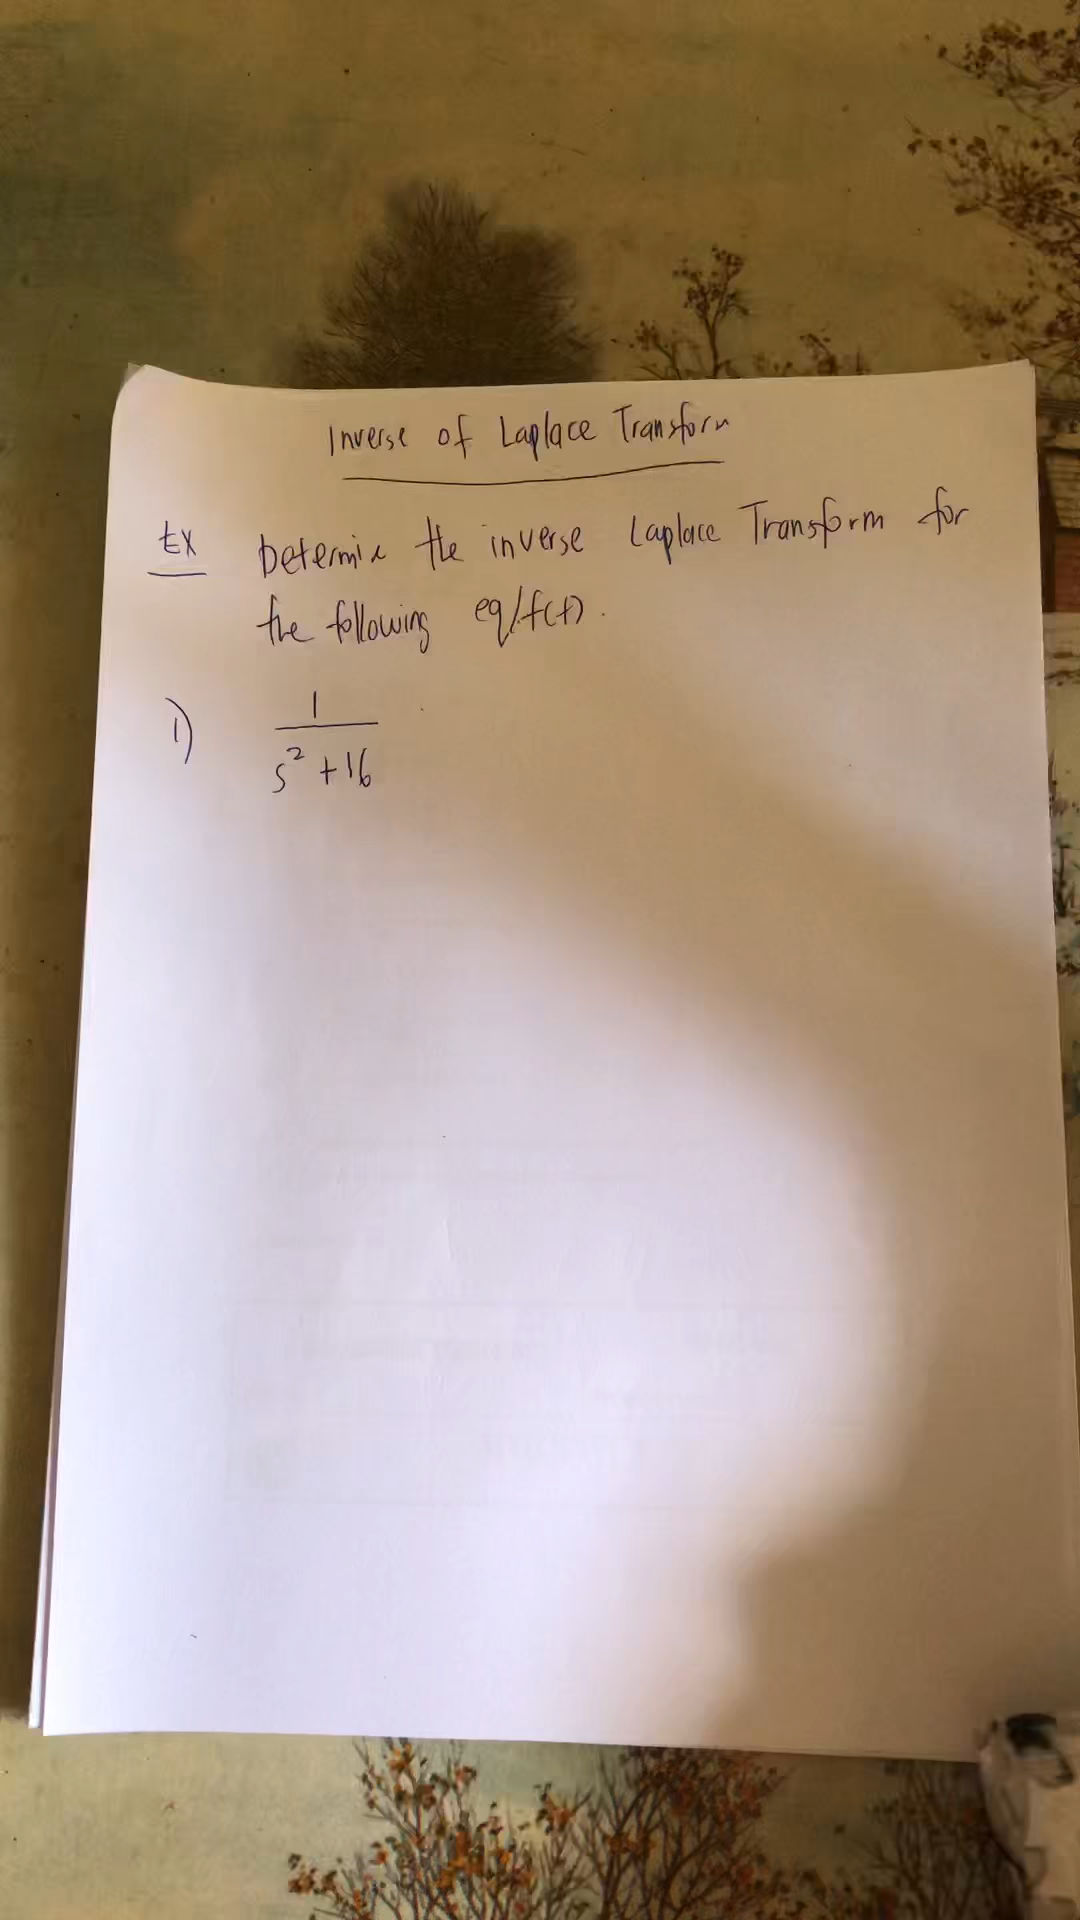 Inverse of Laplace Transform
Ex Determine the inverse Laplace Transform for
the following eq/f(t).
1) 1
s² + 16